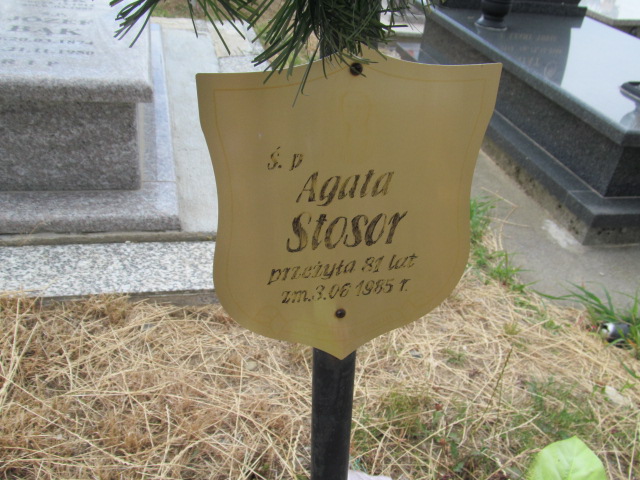 ś. p
Agata
Stosor
przeżyła 81 lat
zm.3.06 1985 r.